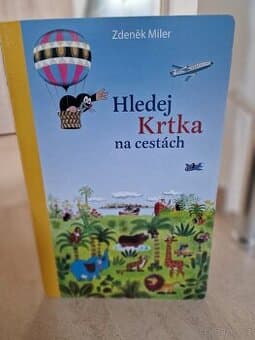 Zdeněk Miler
Hledej
Krtka
na cestách